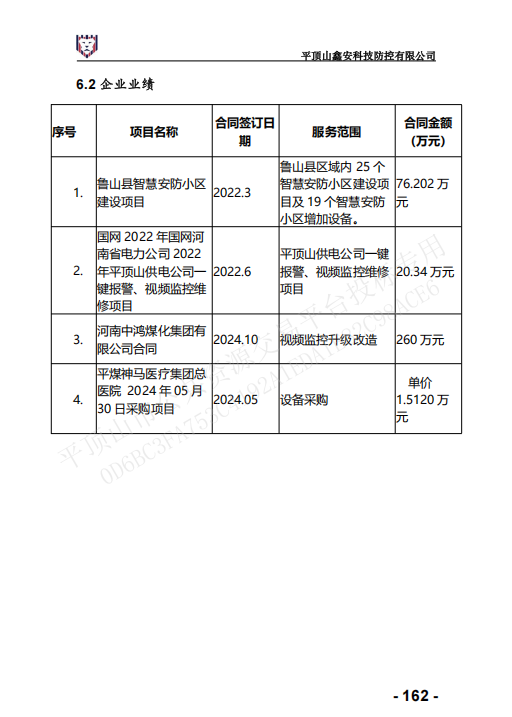 平顶山鑫安科技防控有限公司
6.2 企业业绩
序号
项目名称
合同签订日
期
服务范围
合同金额
（万元）
1.
鲁山县智慧安防小区
建设项目
2022.3
鲁山县区域内 25 个
智慧安防小区建设项
目及 19 个智慧安防
小区增加设备。
76.202 万
元
2.
国网 2022 年国网河
南省电力公司 2022
年平顶山供电公司一
键报警、视频监控维
修项目
2022.6
平顶山供电公司一键
报警、视频监控维修
项目
20.34 万元
3.
河南中鸿煤化集团有
限公司合同
2024.10
视频监控升级改造
260 万元
4.
平煤神马医疗集团总
医院 2024 年 05 月
30 日采购项目
2024.05
设备采购
单价
1.5120 万
元
- 162 -